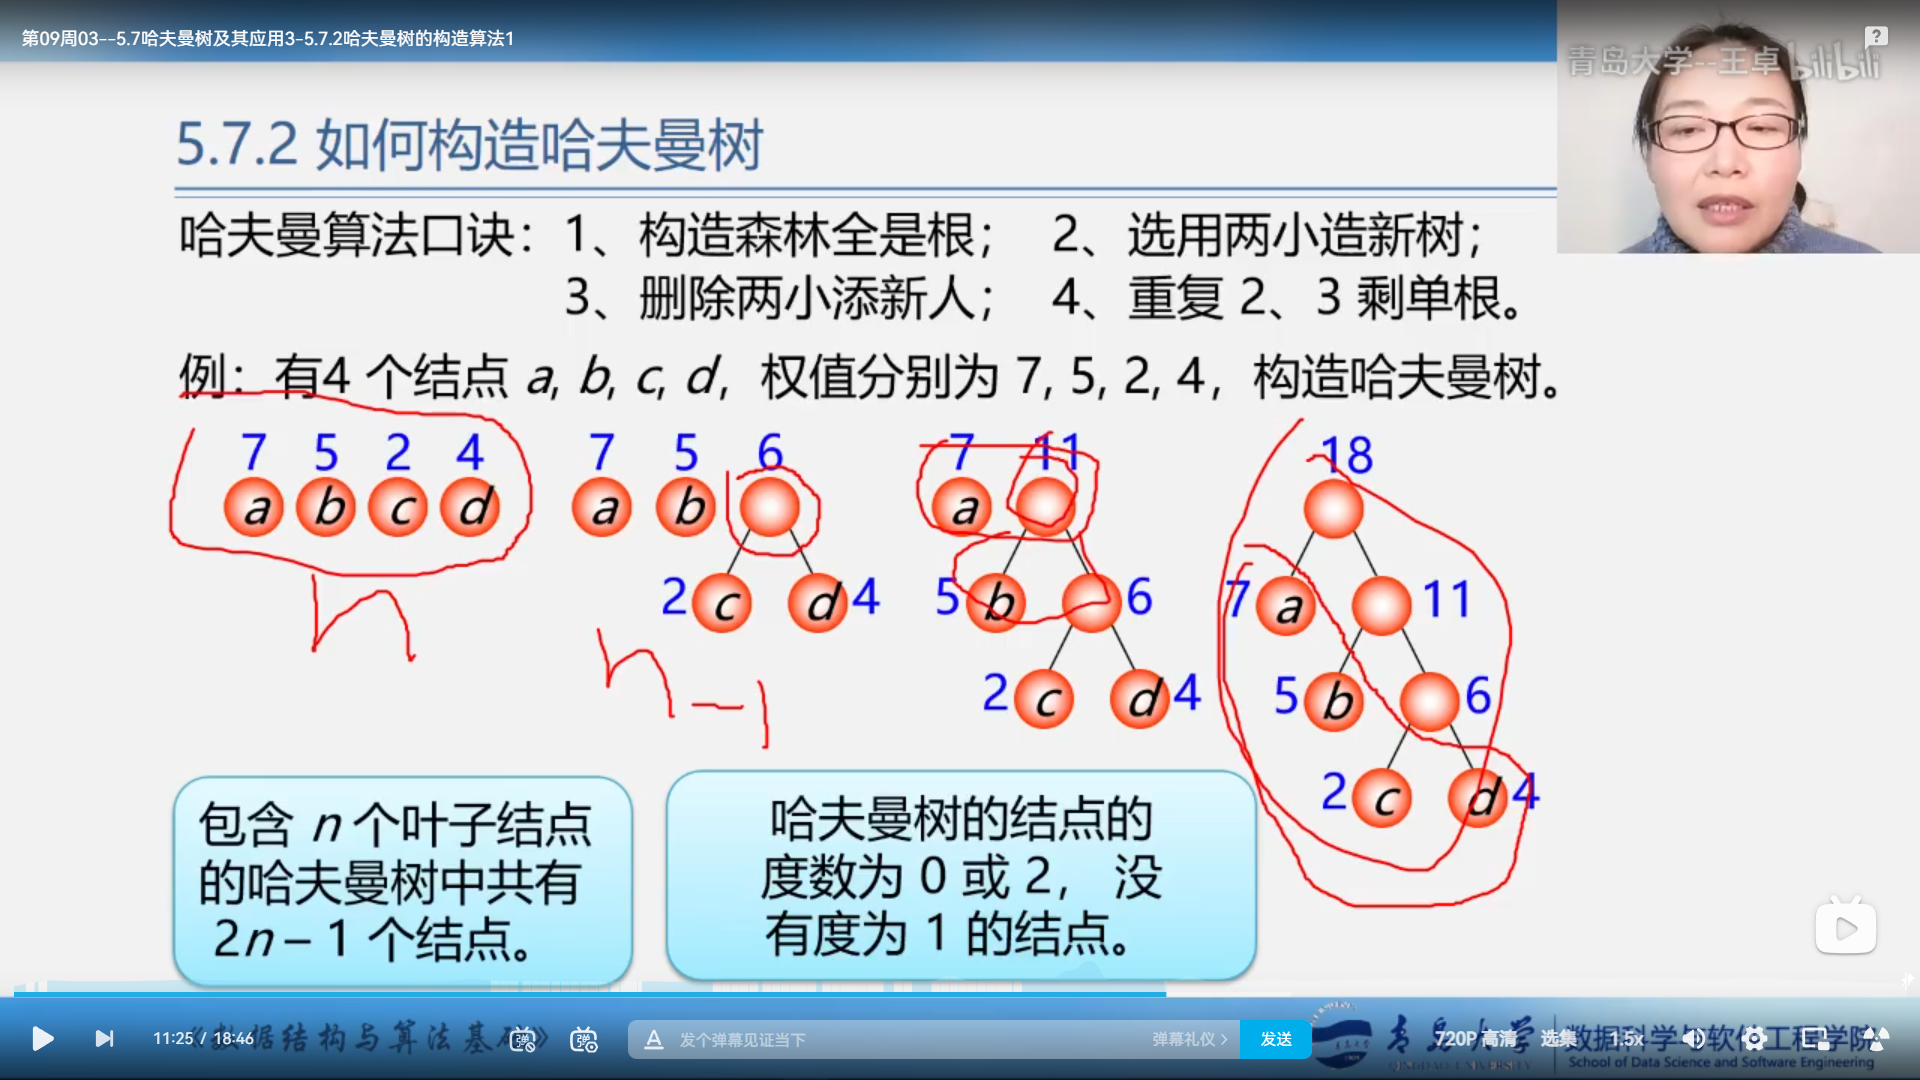 第09周03--5.7哈夫曼树及其应用3-5.7.2哈夫曼树的构造算法1
青岛大学--王卓 bilibili
5.7.2 如何构造哈夫曼树
哈夫曼算法口诀：1、构造森林全是根； 2、选用两小造新树；
3、删除两小添新人； 4、重复 2、3 剩单根。
例：有4 个结点 a, b, c, d，权值分别为 7, 5, 2, 4，构造哈夫曼树。
7 5 2 4
a b c d
7 5 6
a b
2 c d 4
7 11
a
5 b 6
2 c d 4
18
7 a 11
5 b 6
2 c d 4
n
n-1
包含 n 个叶子结点
的哈夫曼树中共有
2n – 1 个结点。
哈夫曼树的结点的
度数为 0 或 2， 没
有度为 1 的结点。
11:25 / 18:46
《数据结构与算法基础》
弹
弹
A 发个弹幕见证当下
弹幕礼仪 >
发送
青岛大学
QINGDAO UNIVERSITY
数据科学与软件工程学院
School of Data Science and Software Engineering
720P 高清
选集
1.5x